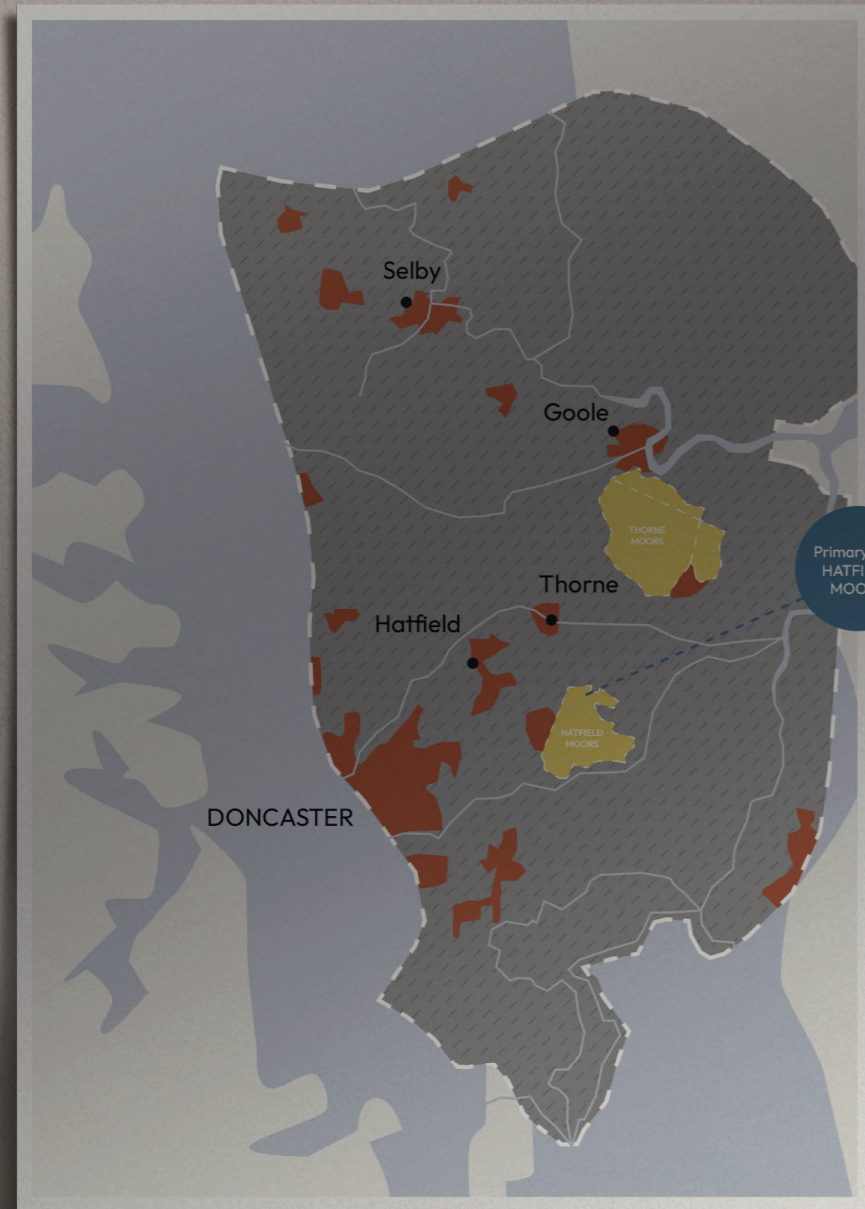 Selby
Goole
THORNE
MOORS
Primary
Thorne
Hatfield
HATFIELD
MOORS
DONCASTER